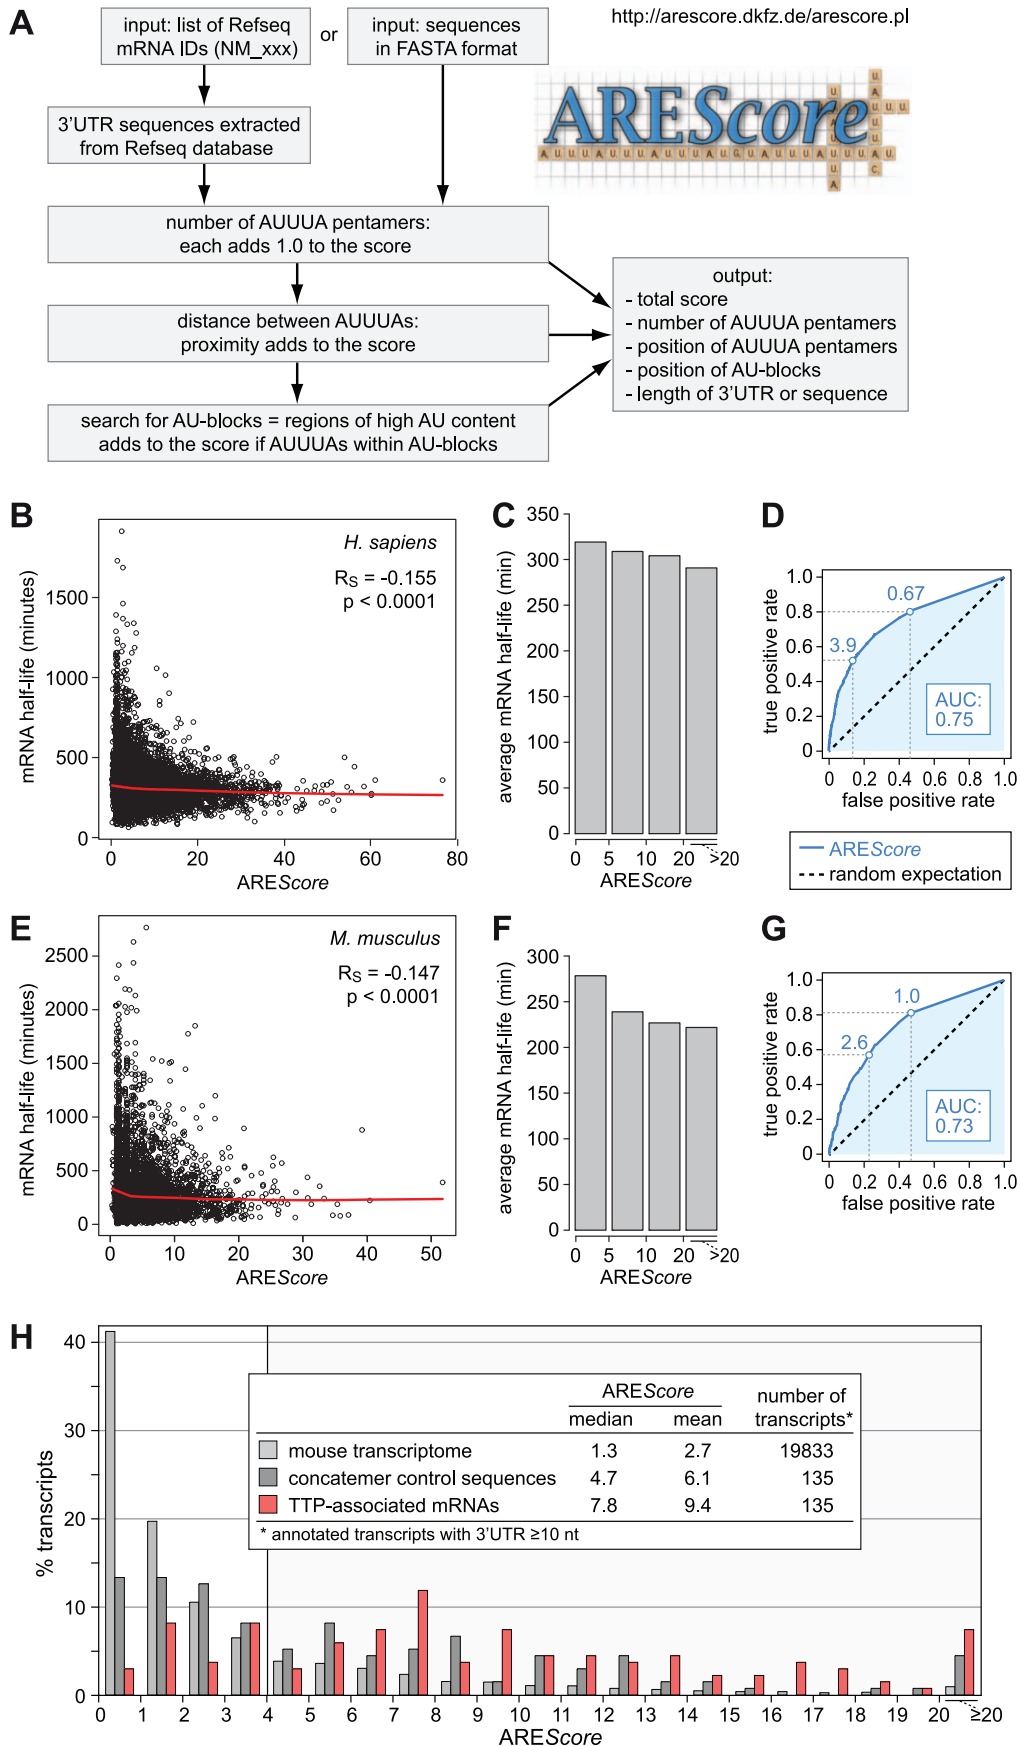 A
http://arescore.dkfz.de/arescore.pl
input: list of Refseq
mRNA IDs (NM_xxx)
or
input: sequences
in FASTA format
3'UTR sequences extracted
from Refseq database
AREScore
number of AUUUA pentamers:
each adds 1.0 to the score
distance between AUUUAs:
proximity adds to the score
search for AU-blocks = regions of high AU content
adds to the score if AUUUAs within AU-blocks
output:
- total score
- number of AUUUA pentamers
- position of AUUUA pentamers
- position of AU-blocks
- length of 3'UTR or sequence
B
mRNA half-life (minutes)
1500
1000
500
0
H. sapiens
RS = -0.155
p < 0.0001
0 20 40 60 80
AREScore
C
average mRNA half-life (min)
350
300
250
200
150
100
50
0
0 5 10 20 >20
AREScore
D
true positive rate
1.0
0.8
0.6
0.4
0.2
0
0.67
3.9
AUC:
0.75
0 0.2 0.4 0.6 0.8 1.0
false positive rate
AREScore
random expectation
E
mRNA half-life (minutes)
2500
2000
1500
1000
500
0
M. musculus
RS = -0.147
p < 0.0001
0 10 20 30 40 50
AREScore
F
average mRNA half-life (min)
300
250
200
150
100
50
0
0 5 10 20 >20
AREScore
G
true positive rate
1.0
0.8
0.6
0.4
0.2
0
1.0
2.6
AUC:
0.73
0 0.2 0.4 0.6 0.8 1.0
false positive rate
H
% transcripts
40
30
20
10
0
AREScore number of
median mean transcripts*
mouse transcriptome 1.3 2.7 19833
concatemer control sequences 4.7 6.1 135
TTP-associated mRNAs 7.8 9.4 135
* annotated transcripts with 3'UTR ≥10 nt
0 1 2 3 4 5 6 7 8 9 10 11 12 13 14 15 16 17 18 19 20 ≥20
AREScore